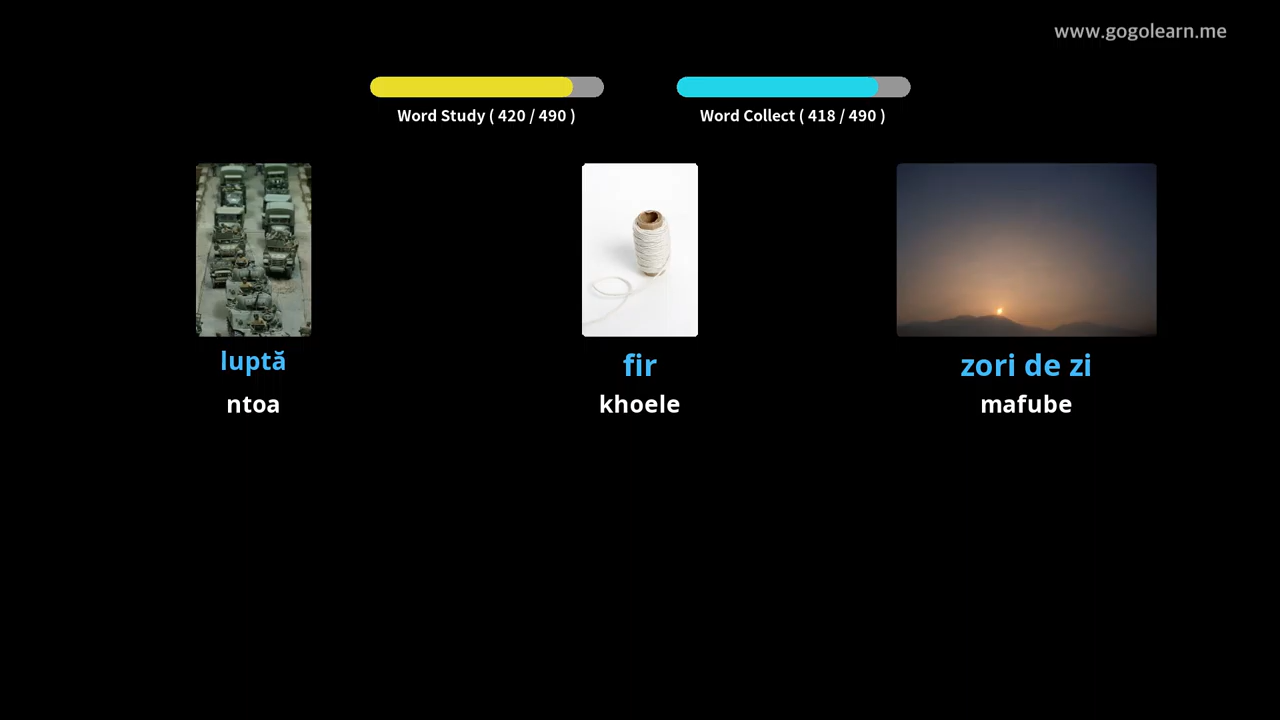 www.gogolearn.me
Word Study ( 420 / 490 )
Word Collect ( 418 / 490 )
luptă
ntoa
fir
khoele
zori de zi
mafube